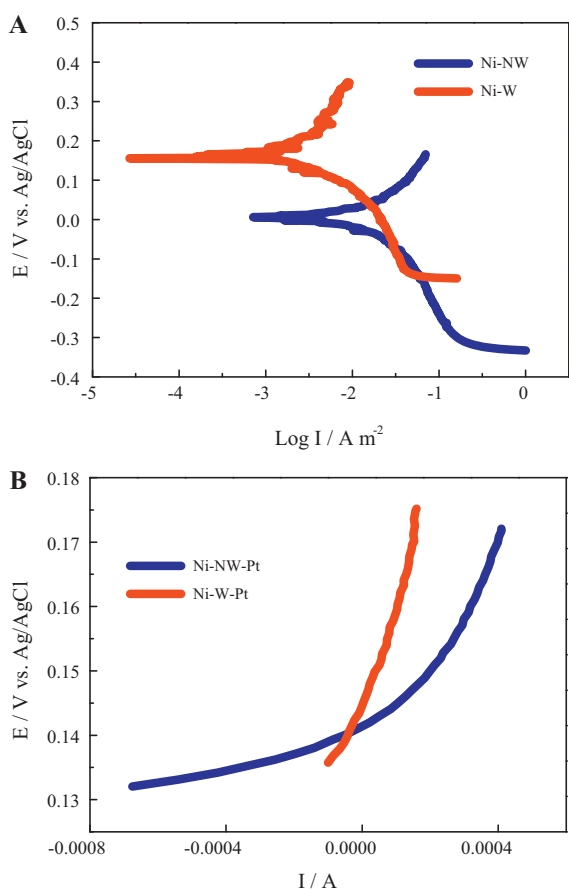 A
0.5
0.4
0.3
0.2
0.1
0.0
-0.1
-0.2
-0.3
-0.4
E / V vs. Ag/AgCl
Ni-NW
Ni-W
-5 -4 -3 -2 -1 0
Log I / A m⁻²
B
0.18
0.17
0.16
0.15
0.14
0.13
E / V vs. Ag/AgCl
Ni-NW-Pt
Ni-W-Pt
-0.0008 -0.0004 0.0000 0.0004
I / A